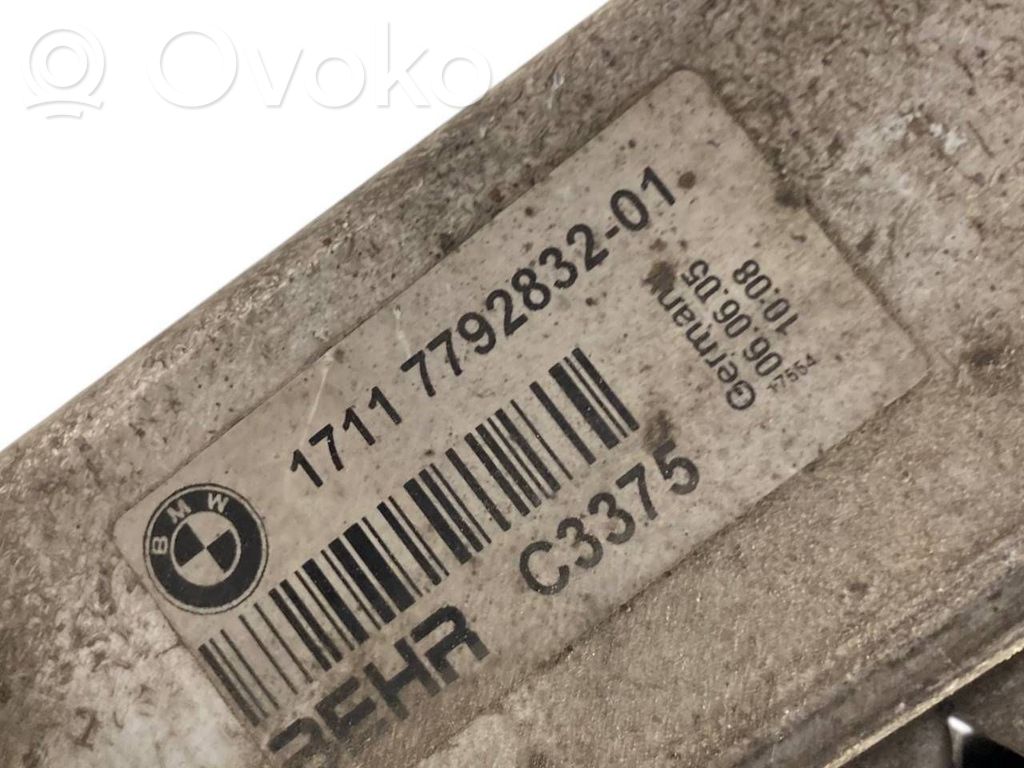 Ovoko
BMW
1711 7792832-01
Germany
06.06.05
10:08
17554
C3375
BEHR